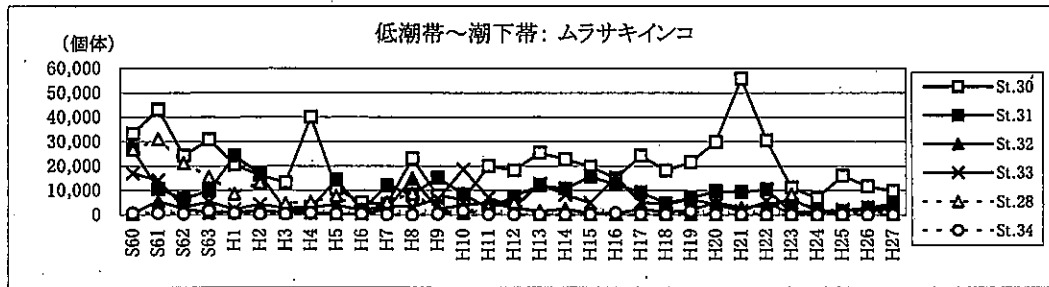 低潮帯～潮下帯: ムラサキインコ
(個体)
60,000
50,000
40,000
30,000
20,000
10,000
0
S60 S61 S62 S63 H1 H2 H3 H4 H5 H6 H7 H8 H9 H10 H11 H12 H13 H14 H15 H16 H17 H18 H19 H20 H21 H22 H23 H24 H25 H26 H27
St.30
St.31
St.32
St.33
St.28
St.34